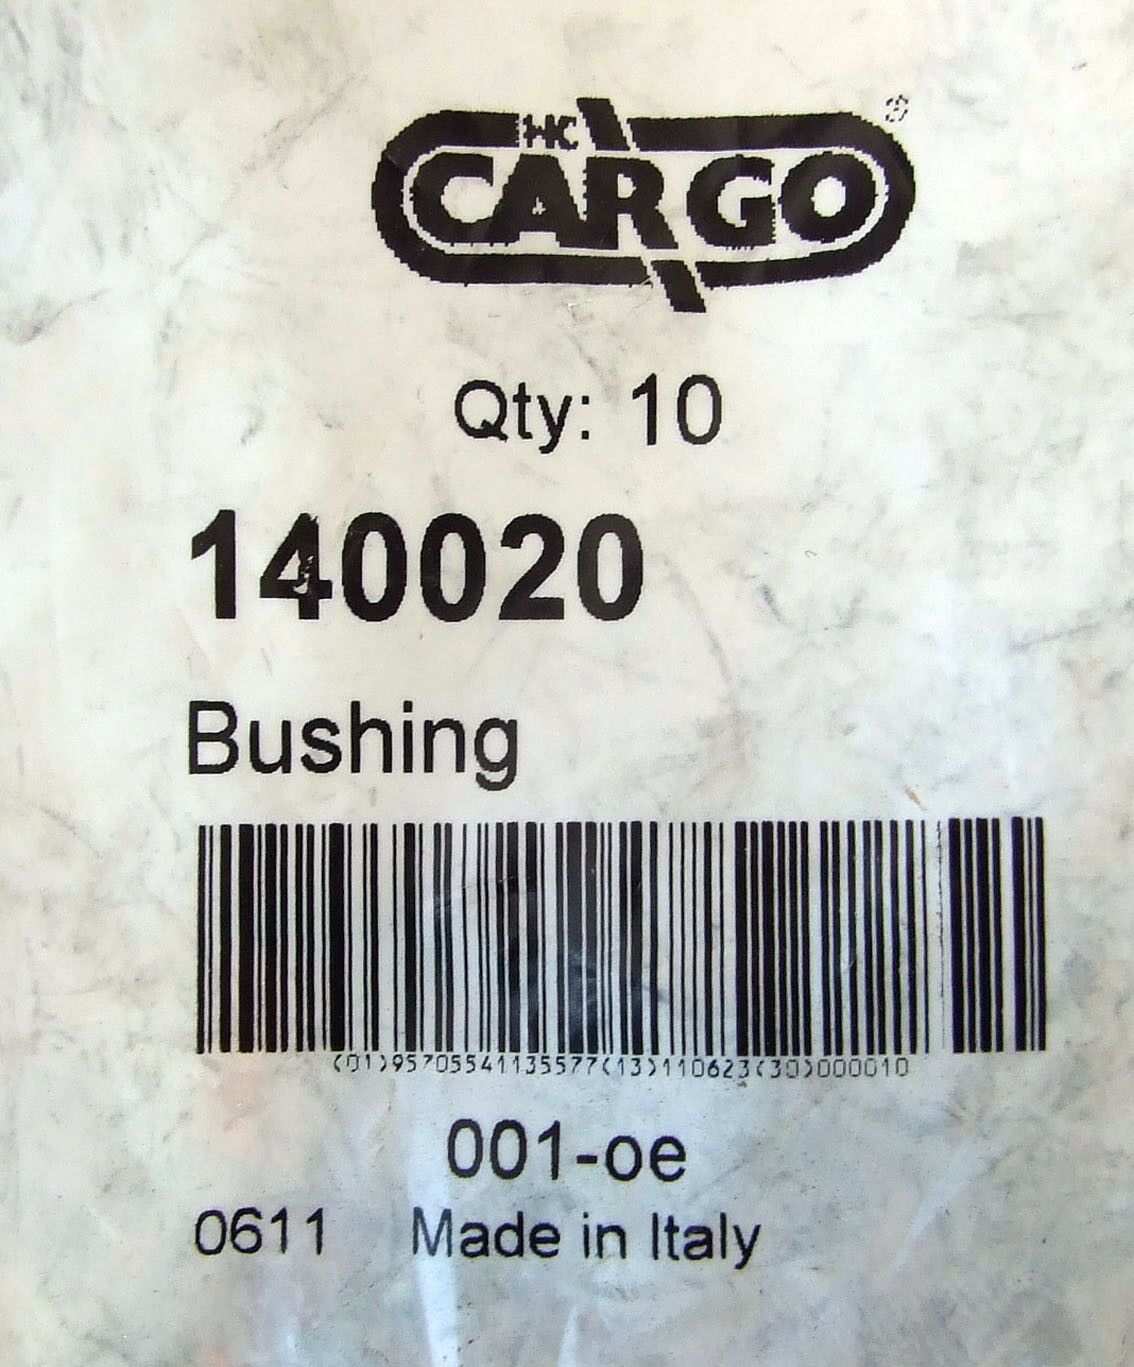 HC
CARGO ®
Qty: 10
140020
Bushing
(01)95705541135577(13)110623(30)000010
001-oe
0611 Made in Italy